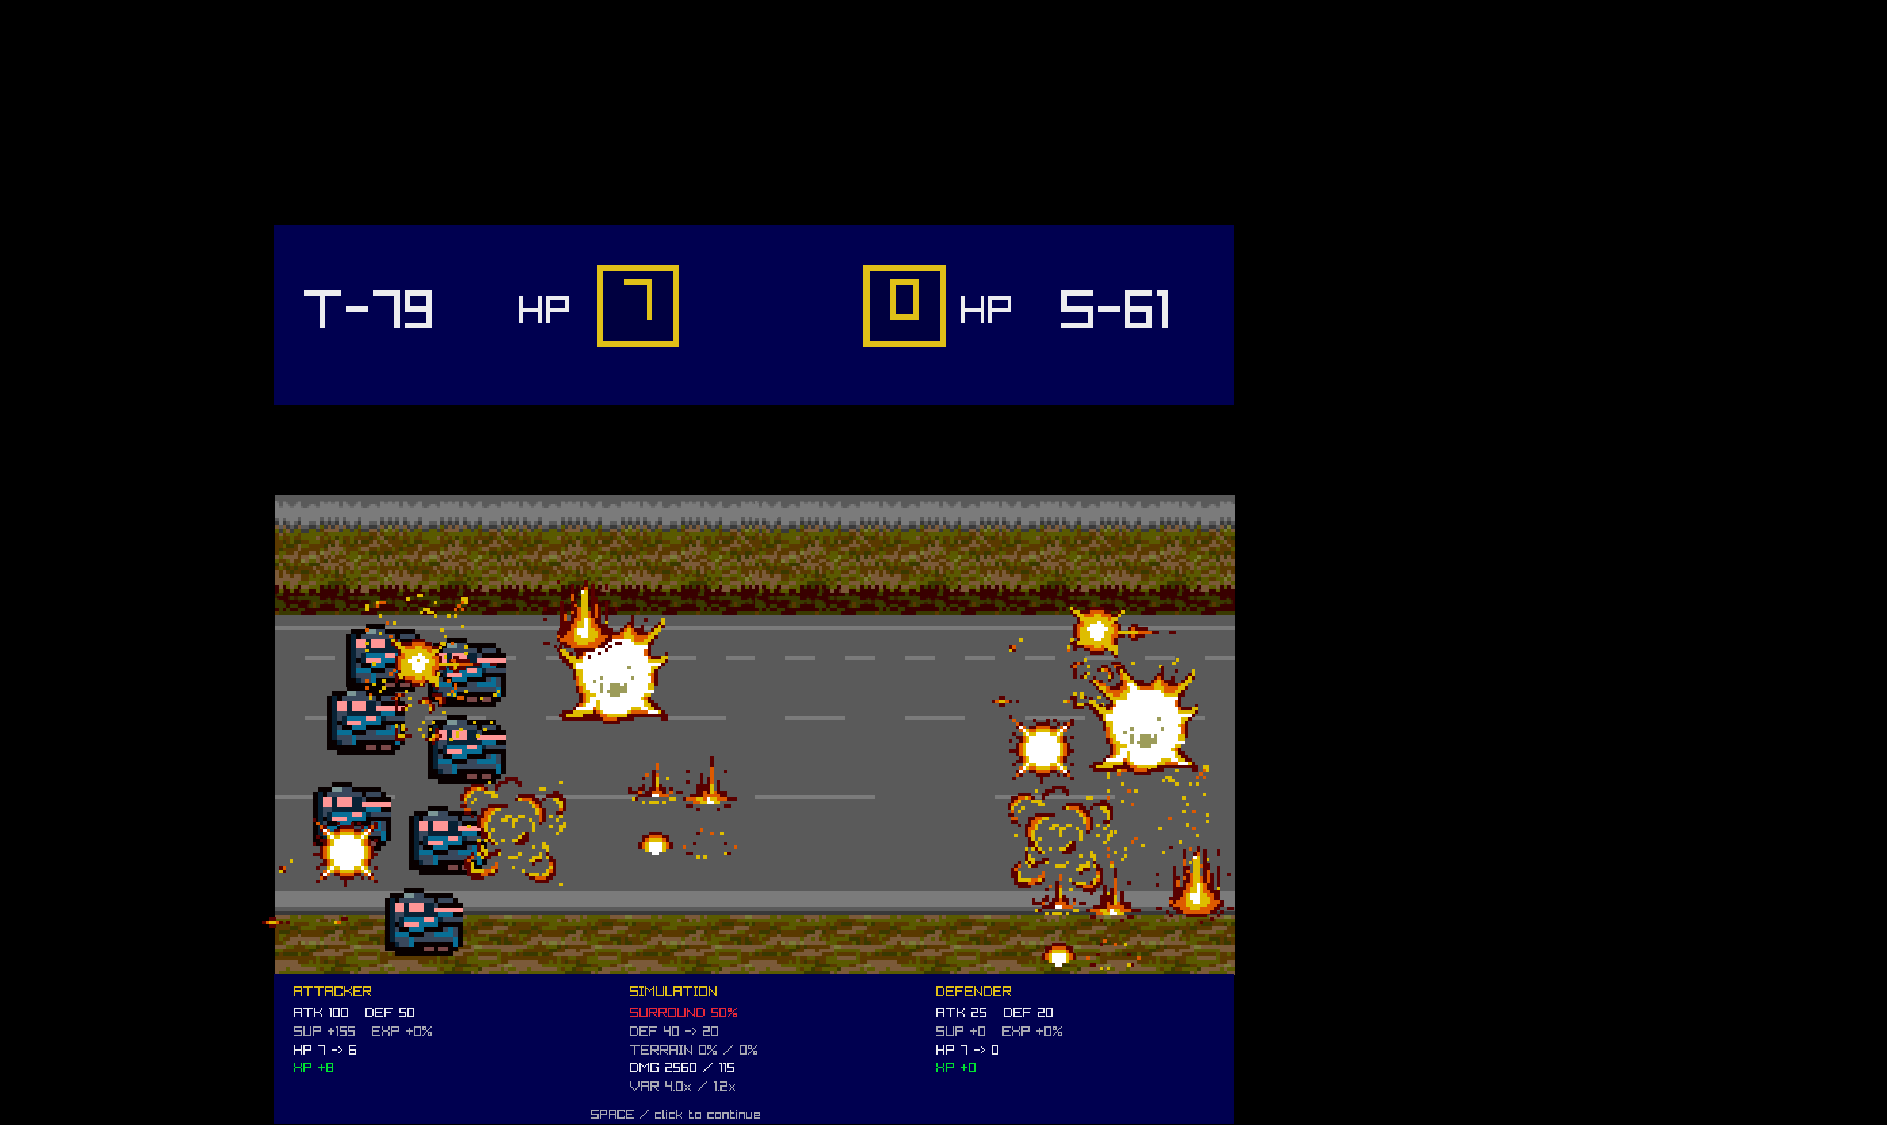 T-79 HP 7 0 HP S-61
ATTACKER
ATK 100 DEF 50
SUP +155 EXP +0%
HP 7 -> 6
XP +8
SIMULATION
SURROUND 50%
DEF 40 -> 20
TERRAIN 0% / 0%
DMG 2560 / 115
VAR 4.0x / 1.2x
DEFENDER
ATK 25 DEF 20
SUP +0 EXP +0%
HP 7 -> 0
XP +0
SPACE / click to continue